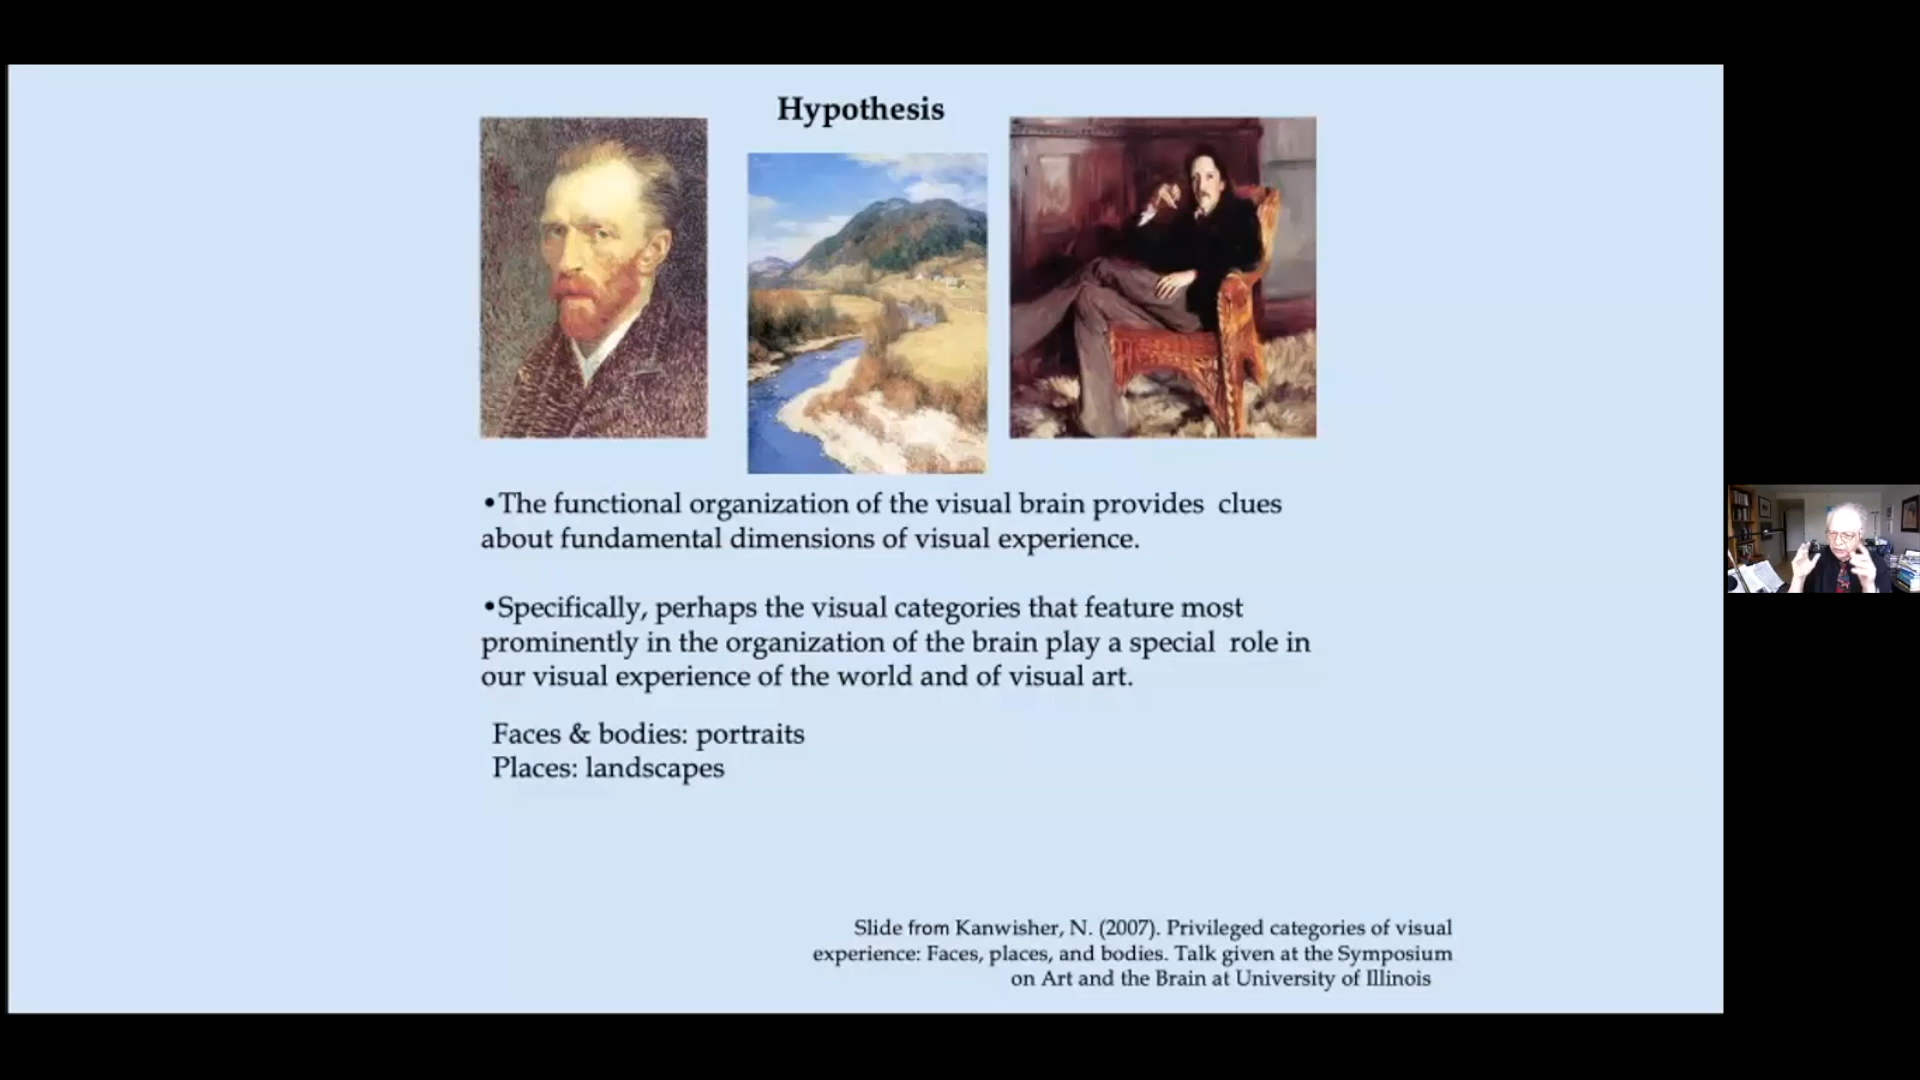 Hypothesis
•The functional organization of the visual brain provides clues
about fundamental dimensions of visual experience.
•Specifically, perhaps the visual categories that feature most
prominently in the organization of the brain play a special role in
our visual experience of the world and of visual art.
Faces & bodies: portraits
Places: landscapes
Slide from Kanwisher, N. (2007). Privileged categories of visual
experience: Faces, places, and bodies. Talk given at the Symposium
on Art and the Brain at University of Illinois